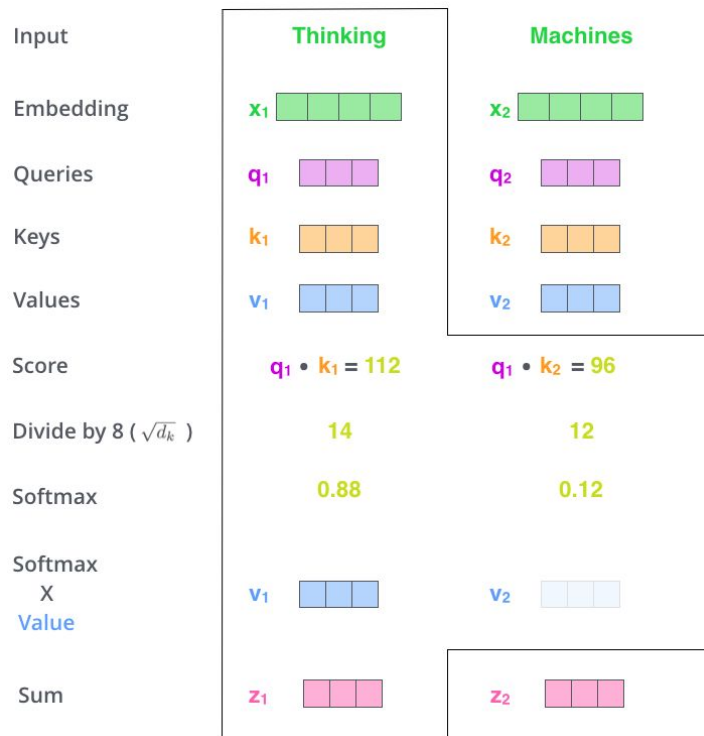 Input Thinking Machines
Embedding x₁ x₂
Queries q₁ q₂
Keys k₁ k₂
Values v₁ v₂
Score q₁ • k₁ = 112 q₁ • k₂ = 96
Divide by 8 ( √dₖ ) 14 12
Softmax 0.88 0.12
Softmax
X
Value v₁ v₂
Sum z₁ z₂